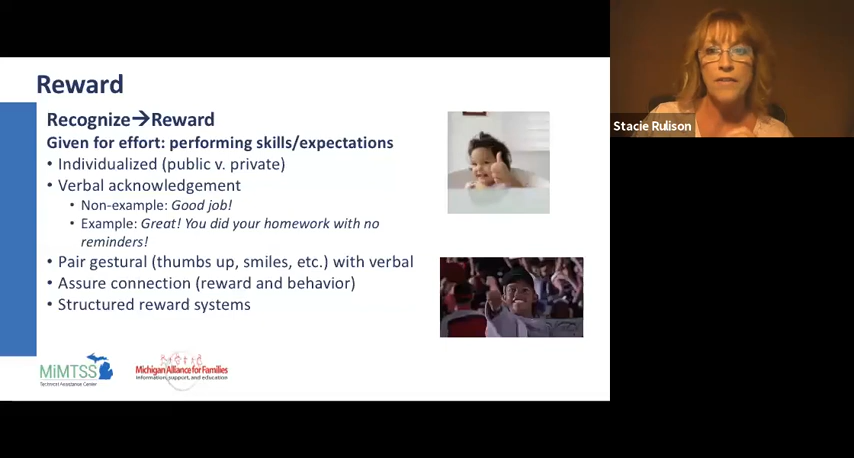 Reward
Recognize→Reward
Given for effort: performing skills/expectations
• Individualized (public v. private)
• Verbal acknowledgement
• Non-example: Good job!
• Example: Great! You did your homework with no
reminders!
• Pair gestural (thumbs up, smiles, etc.) with verbal
• Assure connection (reward and behavior)
• Structured reward systems
MiMTSS
Technical Assistance Center
Michigan Alliance for Families
information, support, and education
Stacie Rulison